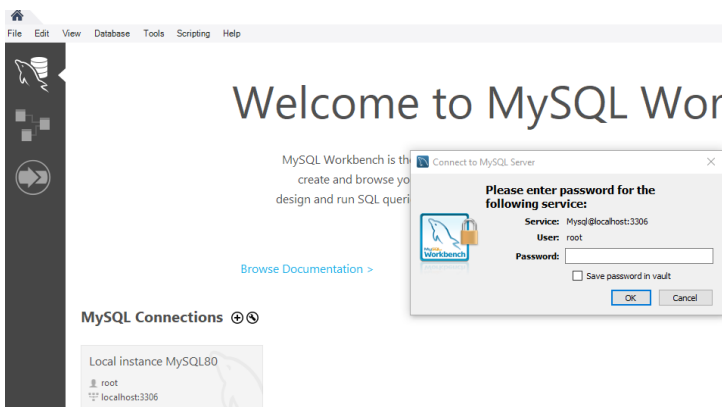 File Edit View Database Tools Scripting Help
Welcome to MySQL Wor
MySQL Workbench is the
create and browse yo
design and run SQL queri
Browse Documentation >
MySQL Connections
Local instance MySQL80
root
localhost:3306
Connect to MySQL Server
Please enter password for the
following service:
Service: Mysql@localhost:3306
User: root
Password:
Save password in vault
OK Cancel
MySQL
Workbench